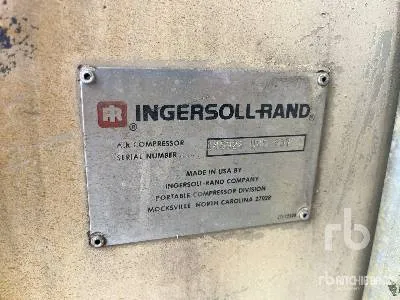 IR® INGERSOLL-RAND®
AIR COMPRESSOR
SERIAL NUMBER
MADE IN USA BY
INGERSOLL-RAND COMPANY
PORTABLE COMPRESSOR DIVISION
MOCKSVILLE NORTH CAROLINA 27028
rb
RITCHIE BROS